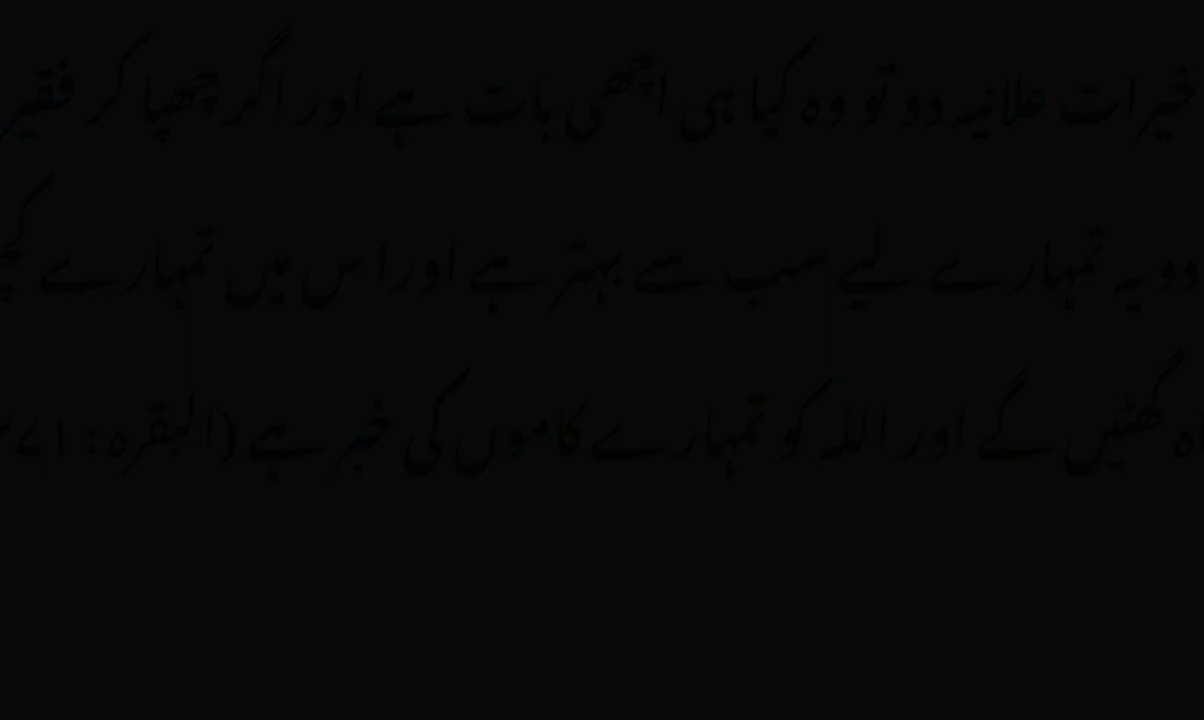 خیرات علانیہ دو تو وہ کیا ہی اچھی بات ہے اور اگر چھپا کر فقیر
دو یہ تمہارے لیے سب سے بہتر ہے اور اس میں تمہارے کچھ
گھٹیں گے اور اللہ کو تمہارے کاموں کی خبر ہے (البقرہ: